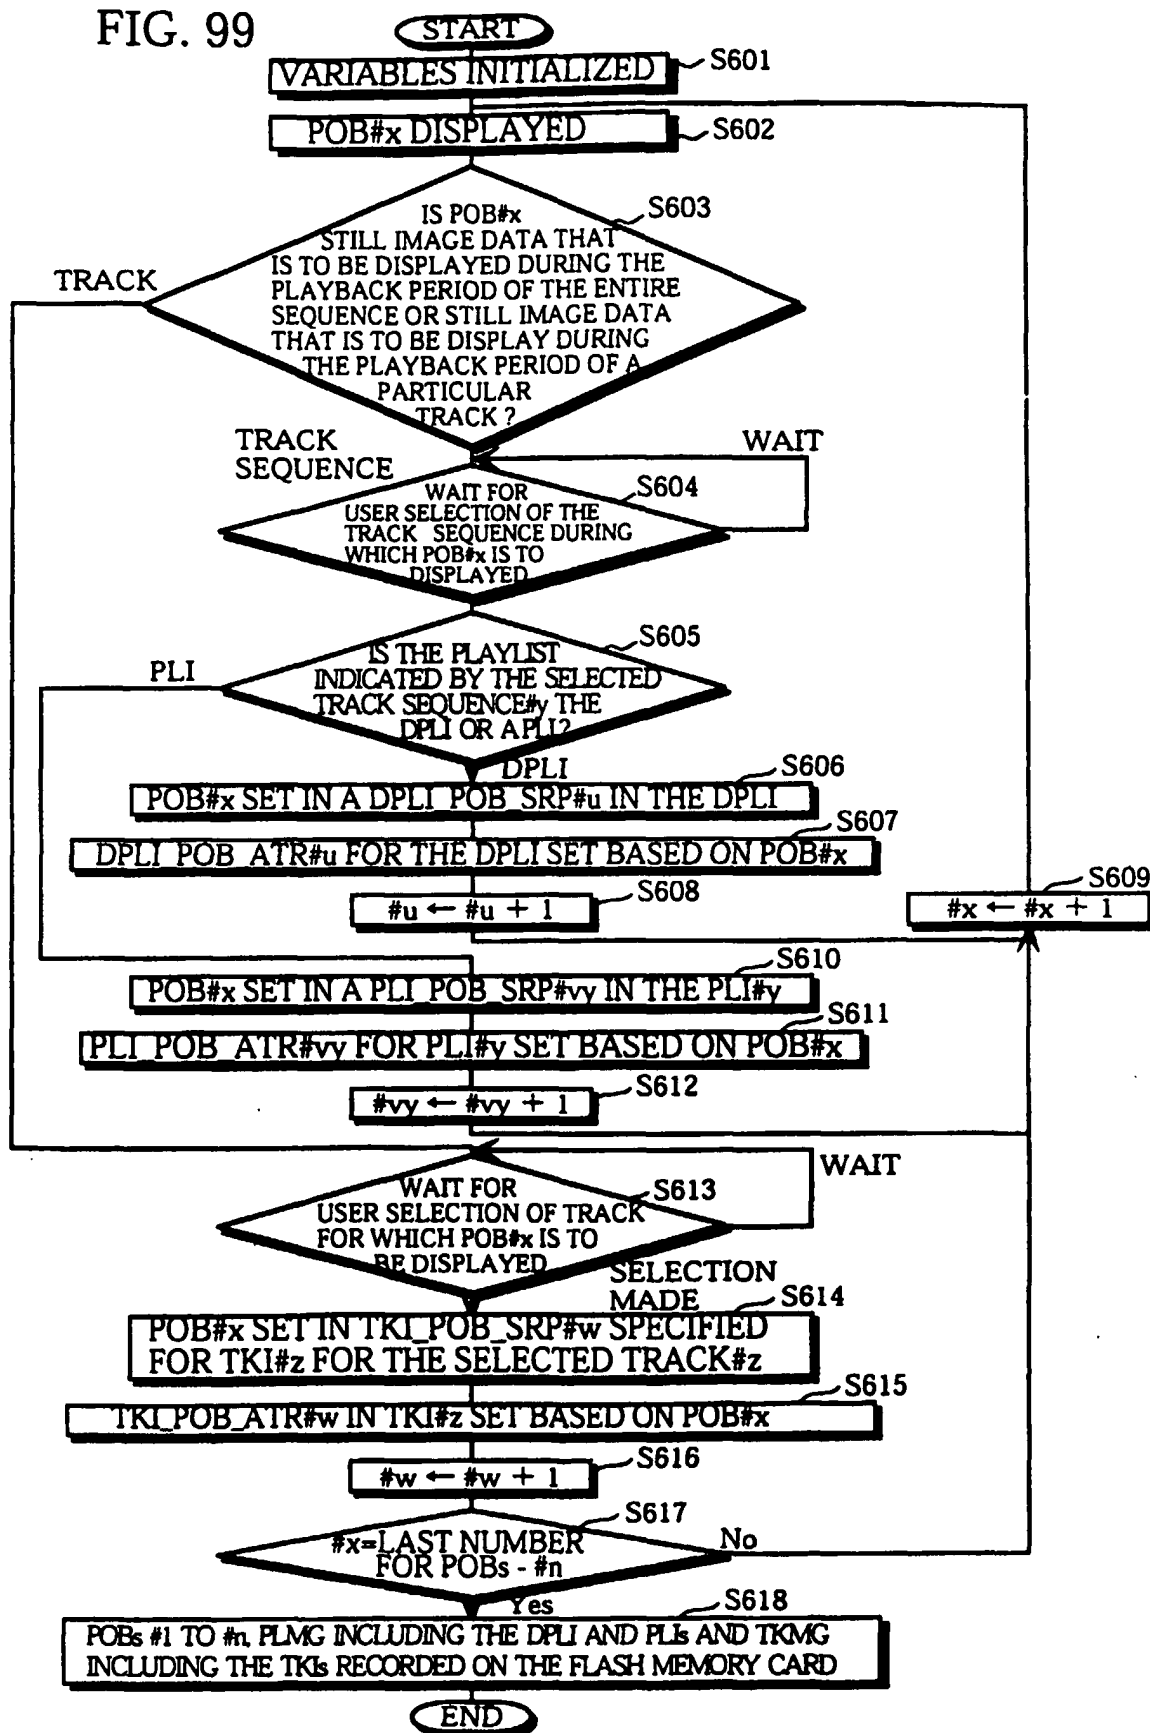 FIG. 99
START
VARIABLES INITIALIZED
S601
POB#x DISPLAYED
S602
IS POB#x
STILL IMAGE DATA THAT
IS TO BE DISPLAYED DURING THE
PLAYBACK PERIOD OF THE ENTIRE
SEQUENCE OR STILL IMAGE DATA
THAT IS TO BE DISPLAY DURING
THE PLAYBACK PERIOD OF A
PARTICULAR
TRACK ?
S603
TRACK
TRACK
SEQUENCE
WAIT
WAIT FOR
USER SELECTION OF THE
TRACK SEQUENCE DURING
WHICH POB#x IS TO
DISPLAYED
S604
IS THE PLAYLIST
INDICATED BY THE SELECTED
TRACK SEQUENCE#y THE
DPLI OR A PLI?
S605
PLI
DPLI
S606
POB#x SET IN A DPLI_POB_SRP#u IN THE DPLI
S607
DPLI_POB_ATR#u FOR THE DPLI SET BASED ON POB#x
S608
#u ← #u + 1
S609
#x ← #x + 1
S610
POB#x SET IN A PLI_POB_SRP#vy IN THE PLI#y
S611
PLI_POB_ATR#vy FOR PLI#y SET BASED ON POB#x
S612
#vy ← #vy + 1
WAIT
S613
WAIT FOR
USER SELECTION OF TRACK
FOR WHICH POB#x IS TO
BE DISPLAYED
SELECTION
MADE
S614
POB#x SET IN TKI_POB_SRP#w SPECIFIED
FOR TKI#z FOR THE SELECTED TRACK#z
S615
TKI_POB_ATR#w IN TKI#z SET BASED ON POB#x
S616
#w ← #w + 1
S617
#x=LAST NUMBER
FOR POBs - #n
No
Yes
S618
POBs #1 TO #n, PLMG INCLUDING THE DPLI AND PLIs AND TKMG
INCLUDING THE TKIs RECORDED ON THE FLASH MEMORY CARD
END